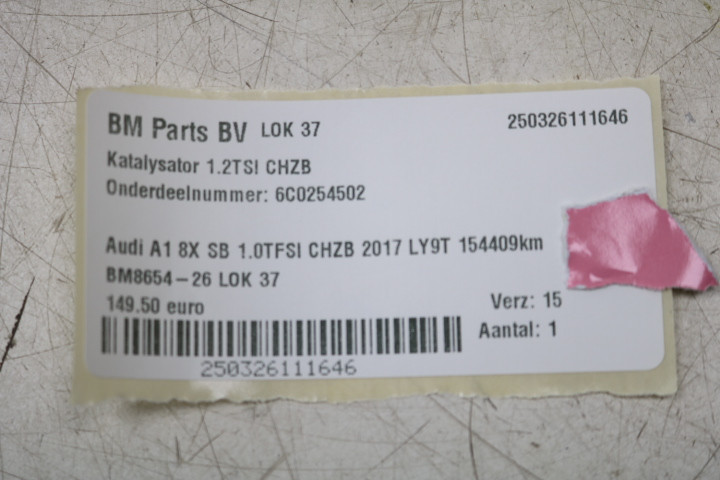 BM Parts BV LOK 37 250326111646
Katalysator 1.2TSI CHZB
Onderdeelnummer: 6C0254502
Audi A1 8X SB 1.0TFSI CHZB 2017 LY9T 154409km
BM8654-26 LOK 37
149.50 euro Verz: 15
Aantal: 1
250326111646